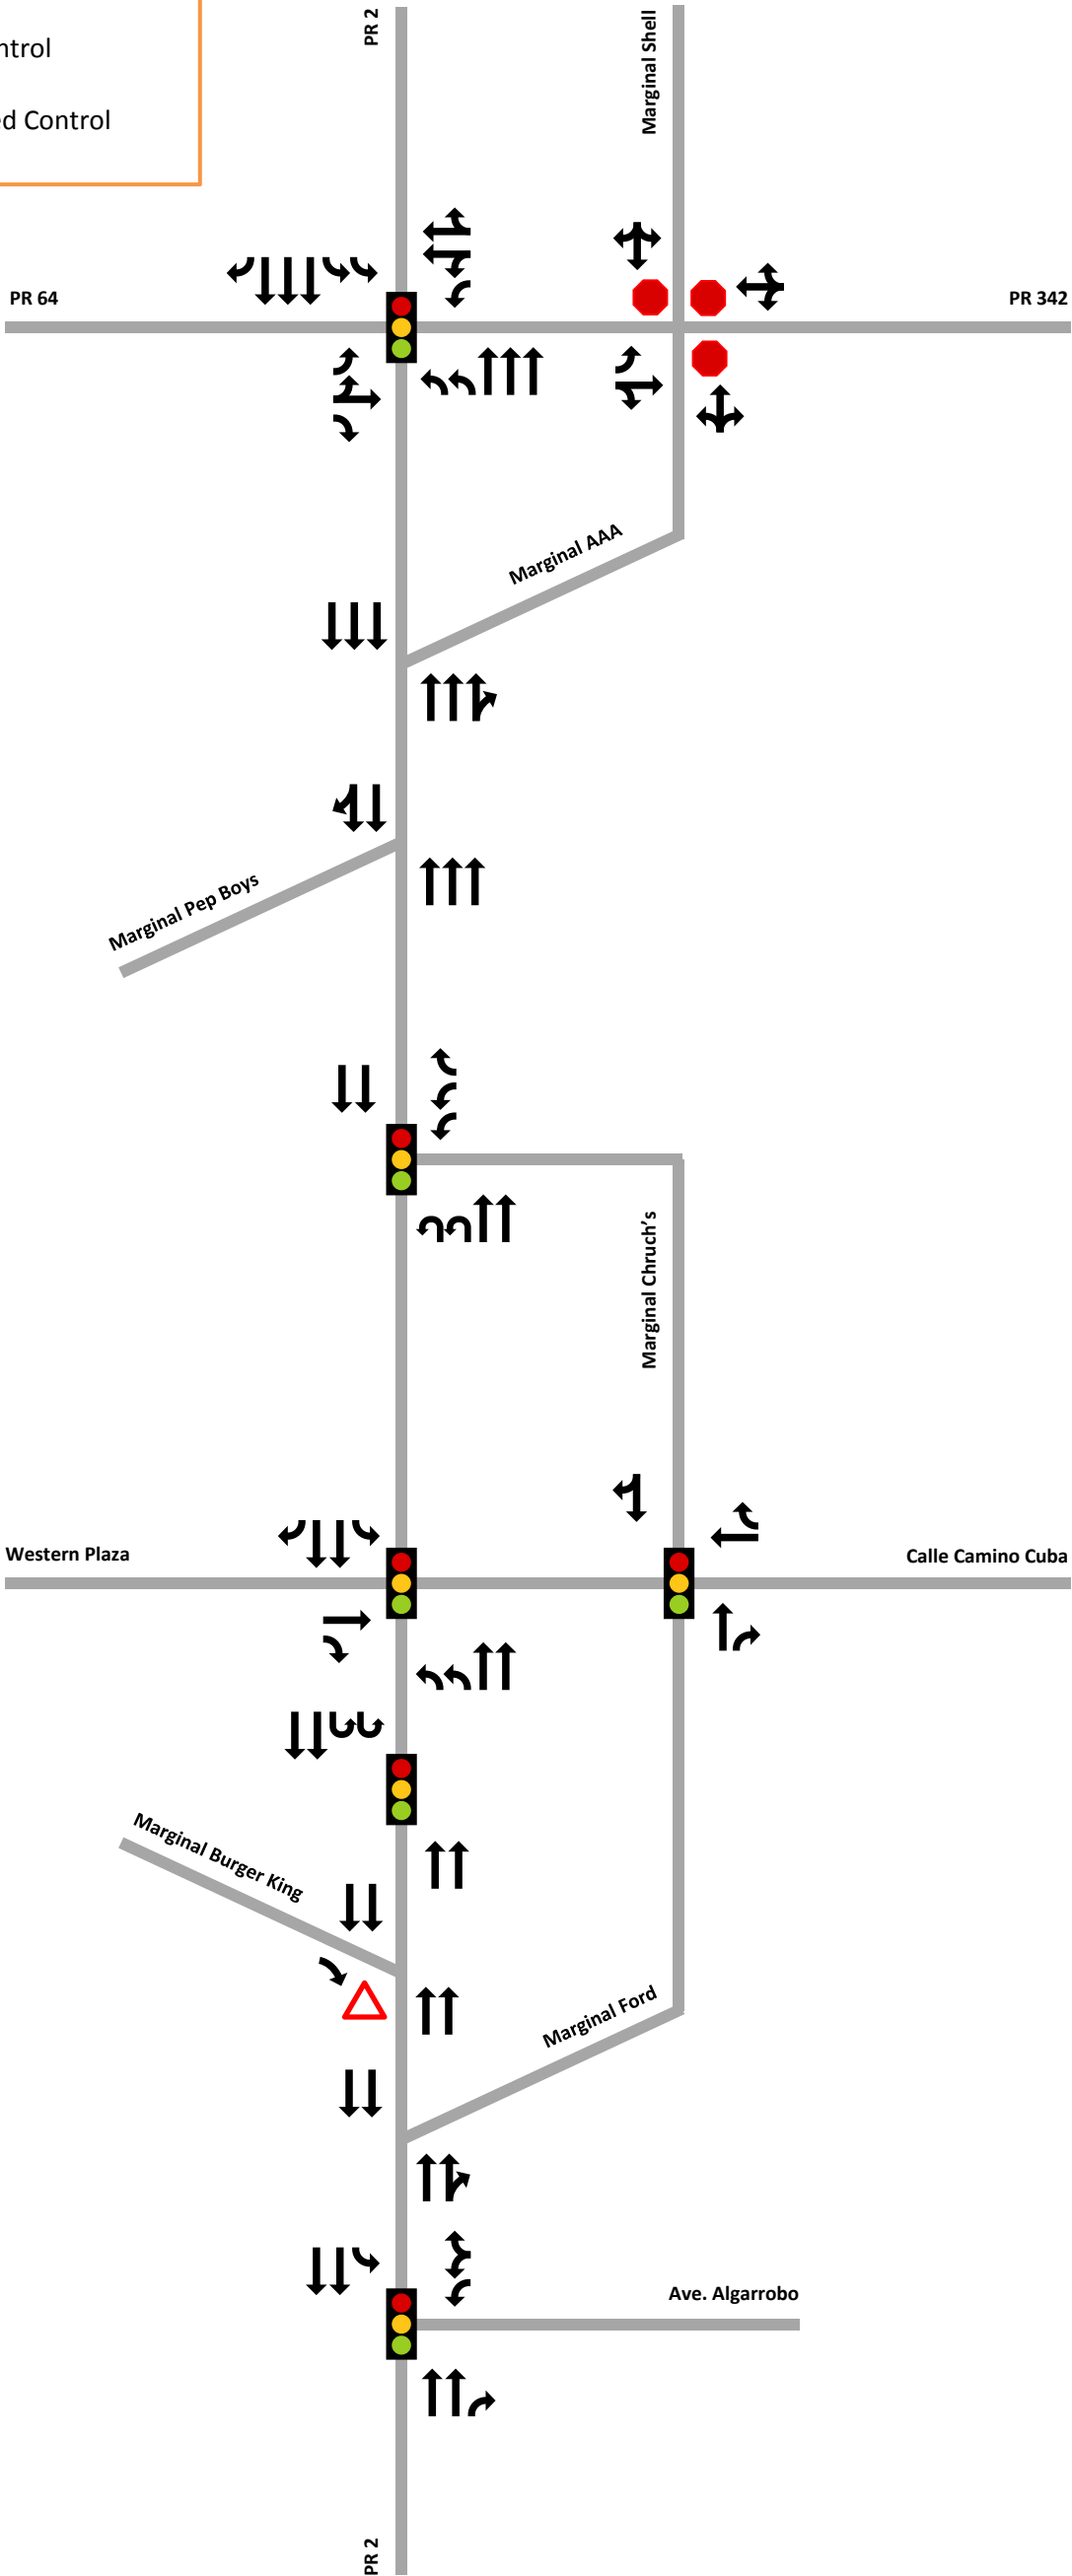 PR 2
Marginal Shell
ntrol
ed Control
PR 64
PR 342
Marginal AAA
Marginal Pep Boys
Marginal Chruch's
Western Plaza
Calle Camino Cuba
Marginal Burger King
Marginal Ford
Ave. Algarrobo
PR 2